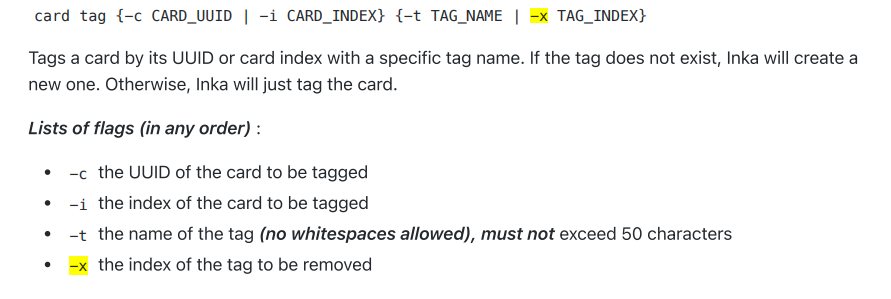 card tag {-c CARD_UUID | -i CARD_INDEX} {-t TAG_NAME | -x TAG_INDEX}
Tags a card by its UUID or card index with a specific tag name. If the tag does not exist, Inka will create a
new one. Otherwise, Inka will just tag the card.
Lists of flags (in any order) :
• -c the UUID of the card to be tagged
• -i the index of the card to be tagged
• -t the name of the tag (no whitespaces allowed), must not exceed 50 characters
• -x the index of the tag to be removed